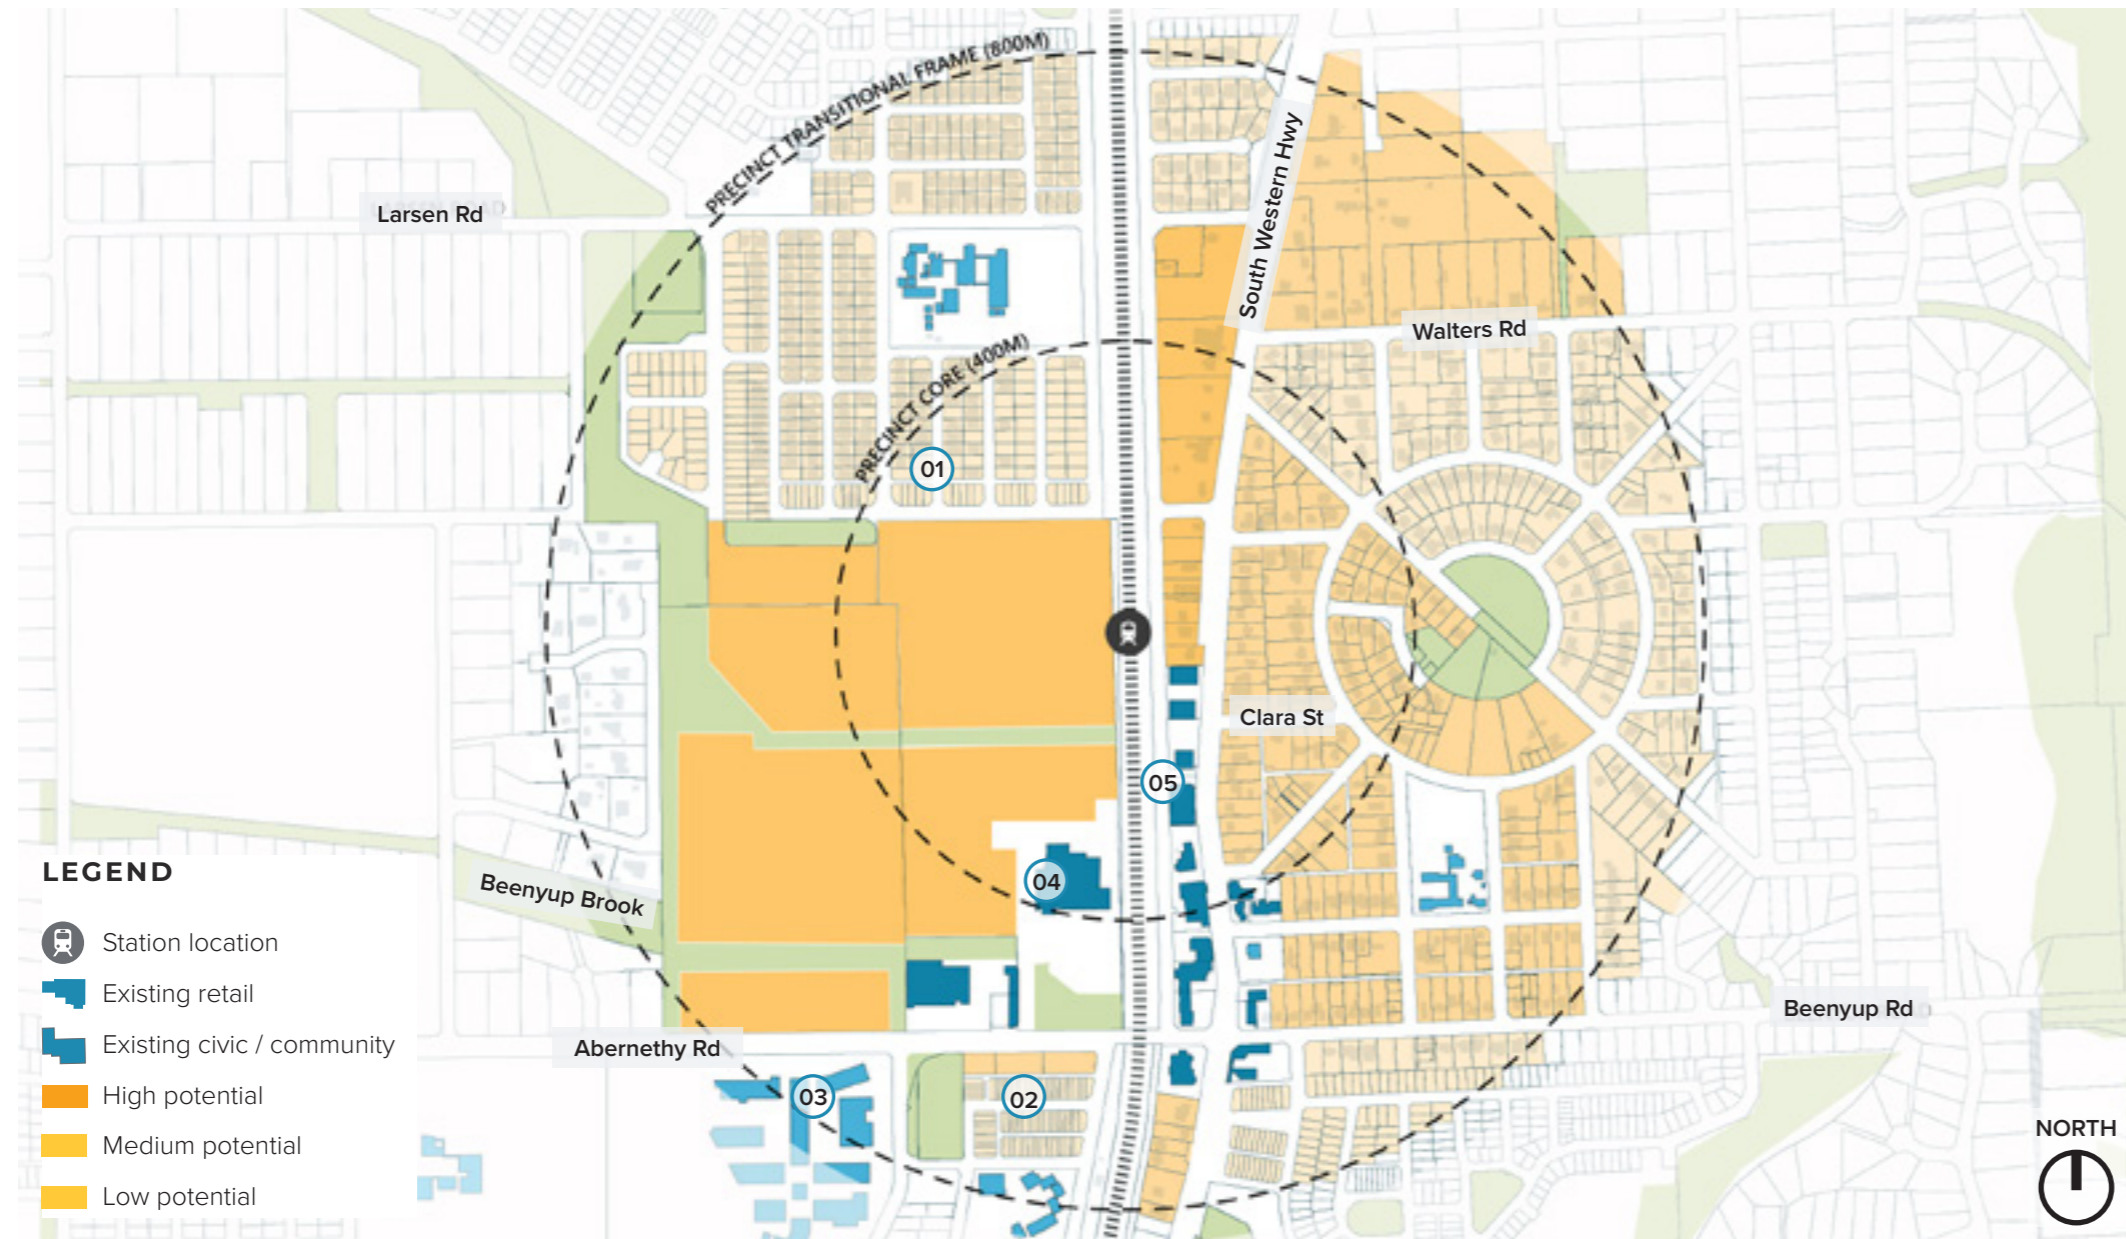 PRECINCT TRANSITIONAL FRAME (800M)
South Western Hwy
Larsen Rd
Walters Rd
PRECINCT CORE (400M)
01
Clara St
05
04
LEGEND
Beenyup Brook
Station location
Existing retail
Existing civic / community
High potential
Medium potential
Low potential
Beenyup Rd
Abernethy Rd
03
02
NORTH